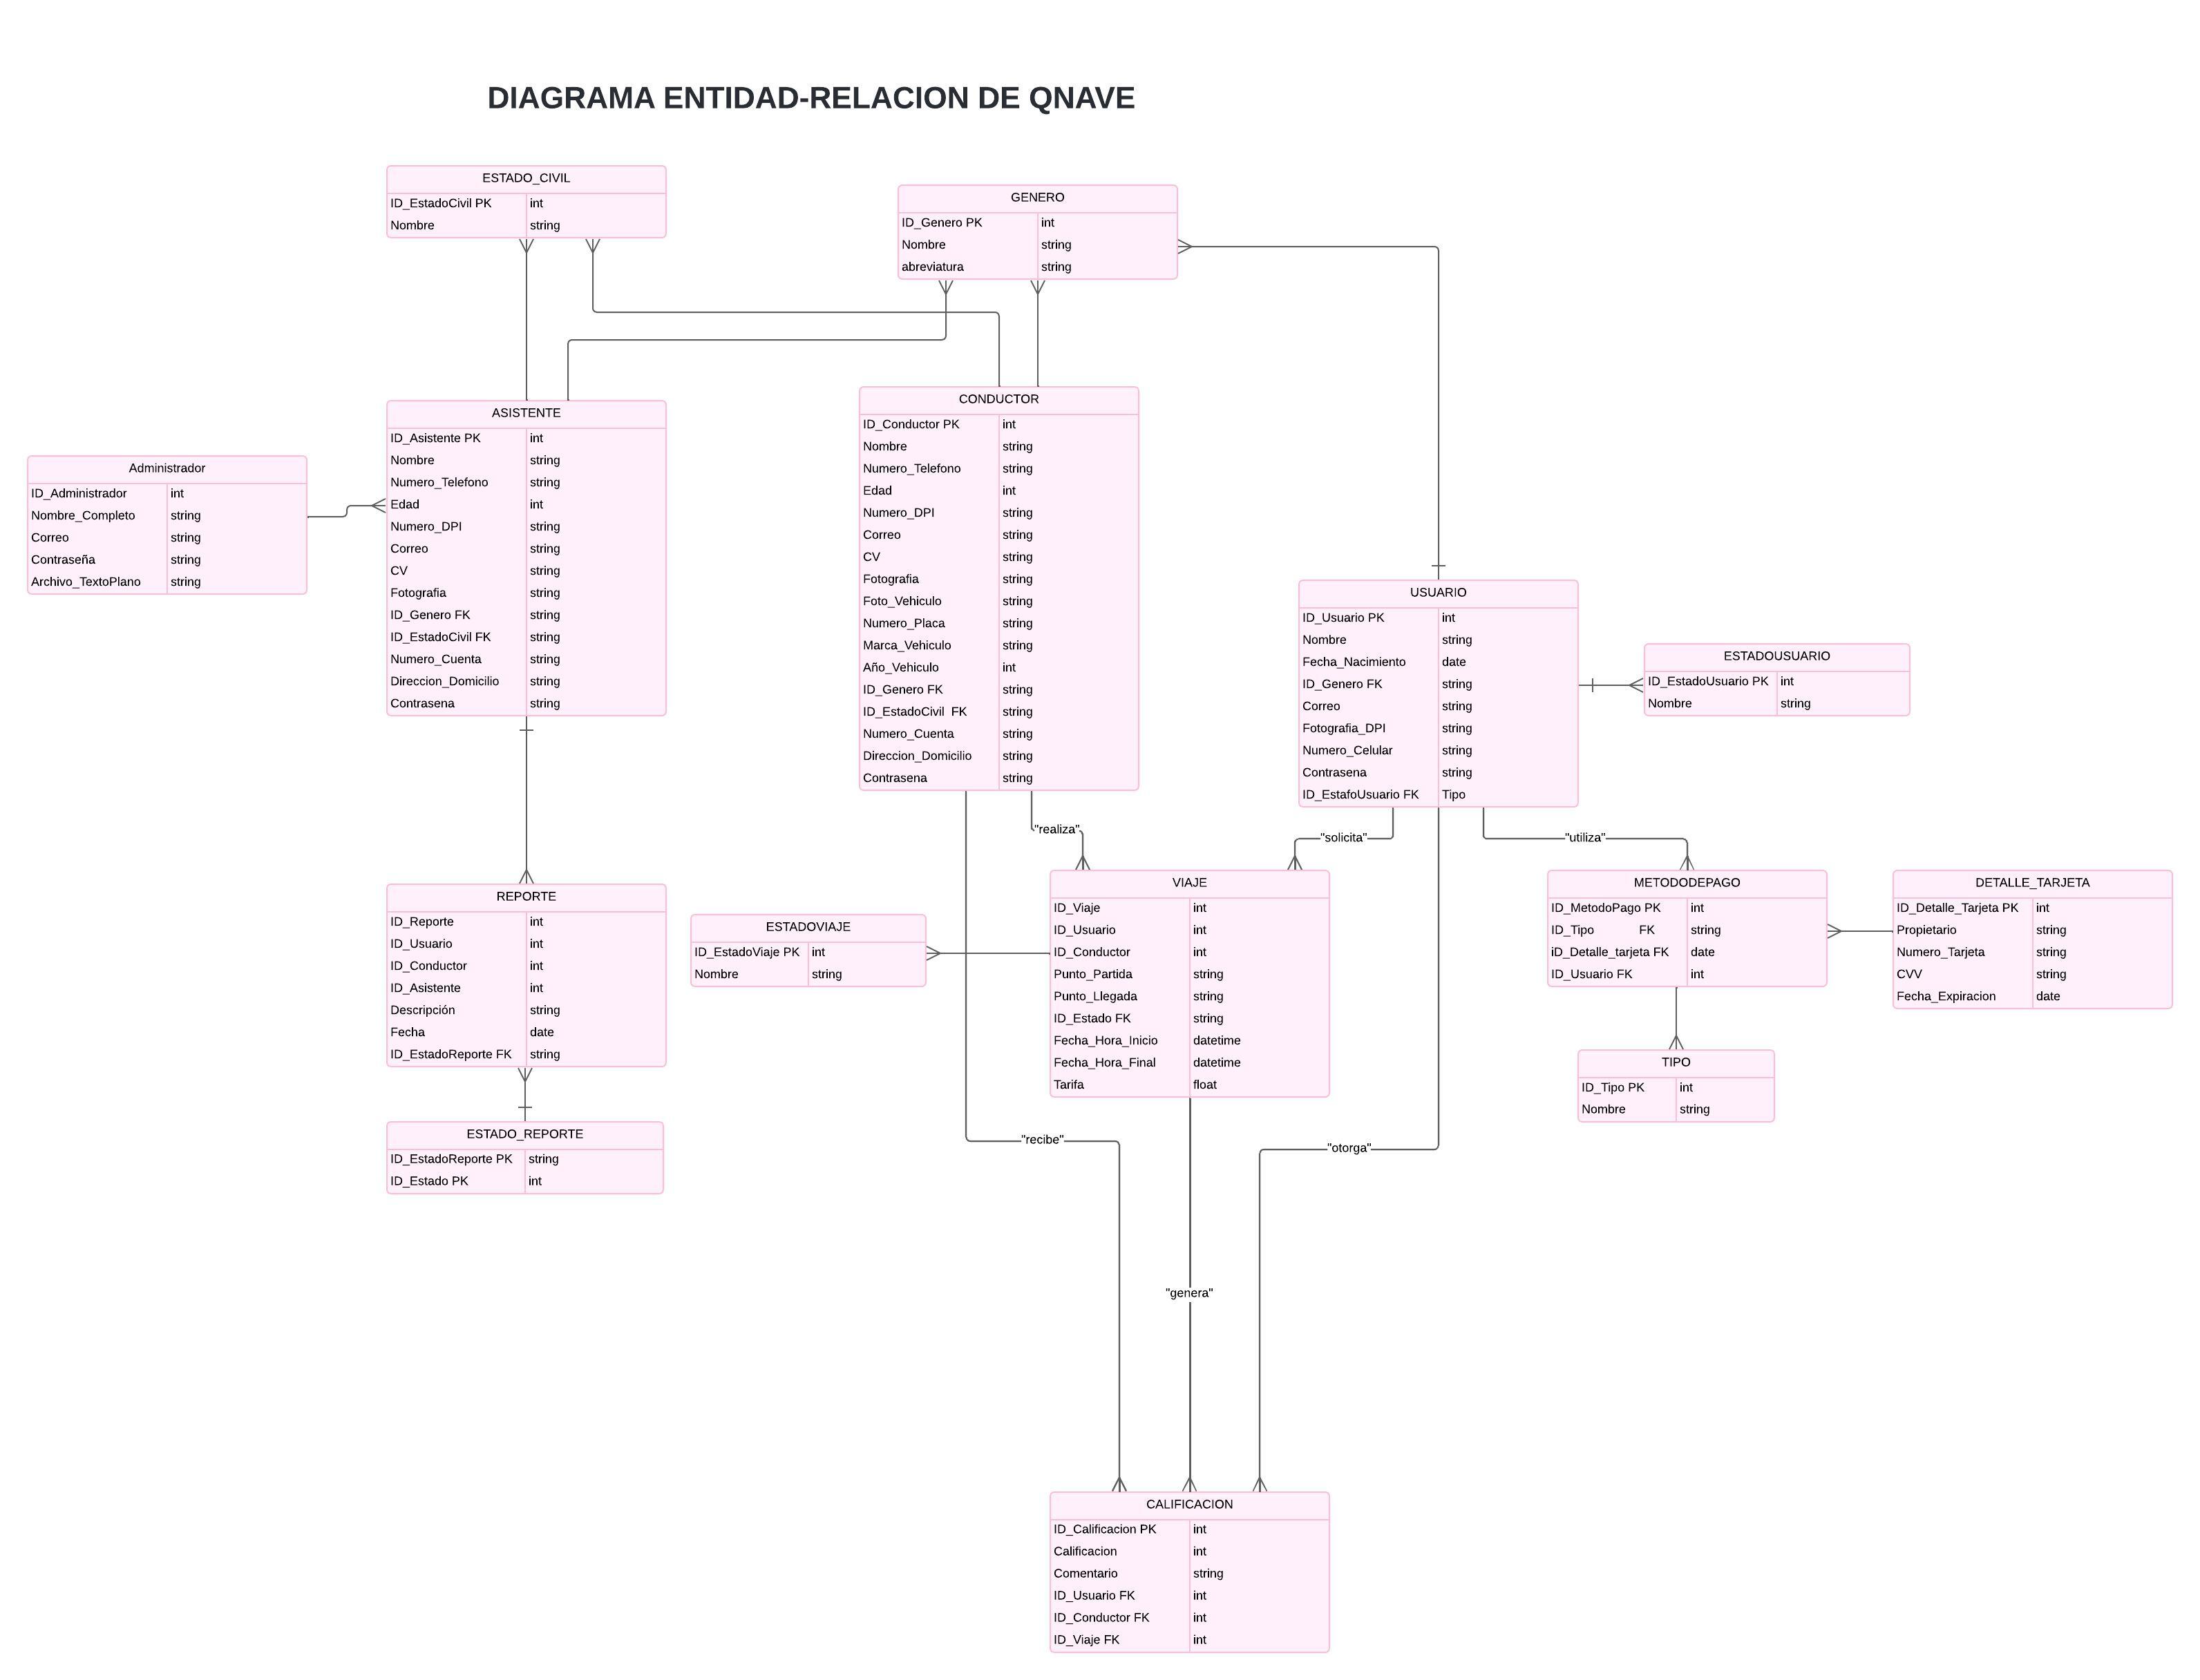 DIAGRAMA ENTIDAD-RELACION DE QNAVE
ESTADO_CIVIL
ID_EstadoCivil PK int
Nombre string
GENERO
ID_Genero PK int
Nombre string
abreviatura string
ASISTENTE
ID_Asistente PK int
Nombre string
Numero_Telefono string
Edad int
Numero_DPI string
Correo string
CV string
Fotografia string
ID_Genero FK string
ID_EstadoCivil FK string
Numero_Cuenta string
Direccion_Domicilio string
Contrasena string
CONDUCTOR
ID_Conductor PK int
Nombre string
Numero_Telefono string
Edad int
Numero_DPI string
Correo string
CV string
Fotografia string
Foto_Vehiculo string
Numero_Placa string
Marca_Vehiculo string
Año_Vehiculo int
ID_Genero FK string
ID_EstadoCivil FK string
Numero_Cuenta string
Direccion_Domicilio string
Contrasena string
Administrador
ID_Administrador int
Nombre_Completo string
Correo string
Contraseña string
Archivo_TextoPlano string
USUARIO
ID_Usuario PK int
Nombre string
Fecha_Nacimiento date
ID_Genero FK string
Correo string
Fotografia_DPI string
Numero_Celular string
Contrasena string
ID_EstafoUsuario FK Tipo
ESTADOUSUARIO
ID_EstadoUsuario PK int
Nombre string
"realiza"
"solicita"
"utiliza"
REPORTE
ID_Reporte int
ID_Usuario int
ID_Conductor int
ID_Asistente int
Descripción string
Fecha date
ID_EstadoReporte FK string
ESTADOVIAJE
ID_EstadoViaje PK int
Nombre string
VIAJE
ID_Viaje int
ID_Usuario int
ID_Conductor int
Punto_Partida string
Punto_Llegada string
ID_Estado FK string
Fecha_Hora_Inicio datetime
Fecha_Hora_Final datetime
Tarifa float
METODODEPAGO
ID_MetodoPago PK int
ID_Tipo FK string
iD_Detalle_tarjeta FK date
ID_Usuario FK int
DETALLE_TARJETA
ID_Detalle_Tarjeta PK int
Propietario string
Numero_Tarjeta string
CVV string
Fecha_Expiracion date
TIPO
ID_Tipo PK int
Nombre string
ESTADO_REPORTE
ID_EstadoReporte PK string
ID_Estado PK int
"recibe"
"otorga"
"genera"
CALIFICACION
ID_Calificacion PK int
Calificacion int
Comentario string
ID_Usuario FK int
ID_Conductor FK int
ID_Viaje FK int